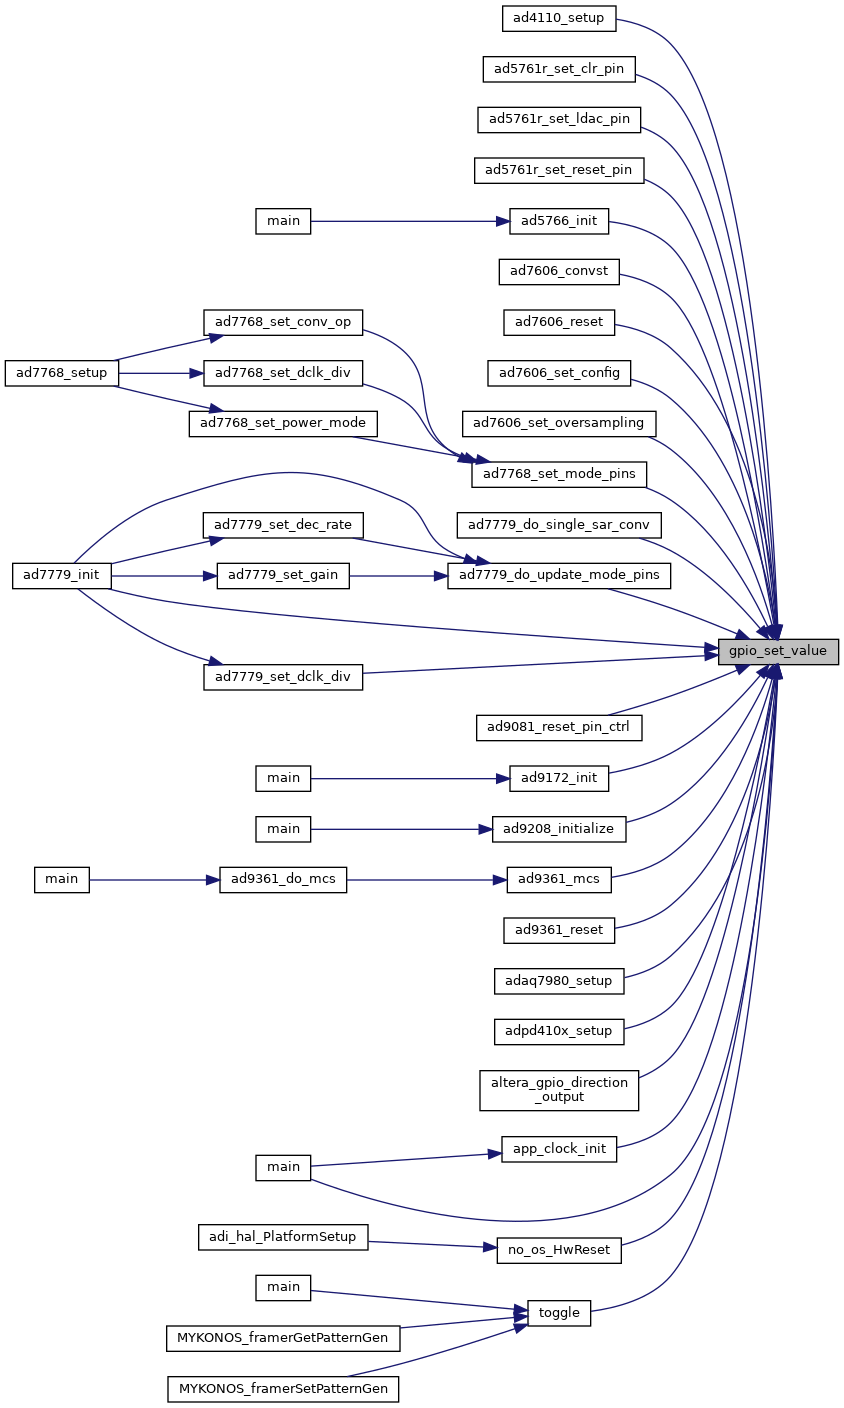 ad4110_setup
ad5761r_set_clr_pin
ad5761r_set_ldac_pin
ad5761r_set_reset_pin
main
ad5766_init
ad7606_convst
ad7768_set_conv_op
ad7606_reset
ad7768_setup
ad7768_set_dclk_div
ad7606_set_config
ad7768_set_power_mode
ad7606_set_oversampling
ad7768_set_mode_pins
ad7779_set_dec_rate
ad7779_do_single_sar_conv
ad7779_init
ad7779_set_gain
ad7779_do_update_mode_pins
gpio_set_value
ad7779_set_dclk_div
ad9081_reset_pin_ctrl
main
ad9172_init
main
ad9208_initialize
main
ad9361_do_mcs
ad9361_mcs
ad9361_reset
adaq7980_setup
adpd410x_setup
altera_gpio_direction
_output
app_clock_init
main
adi_hal_PlatformSetup
no_os_HwReset
main
toggle
MYKONOS_framerGetPatternGen
MYKONOS_framerSetPatternGen